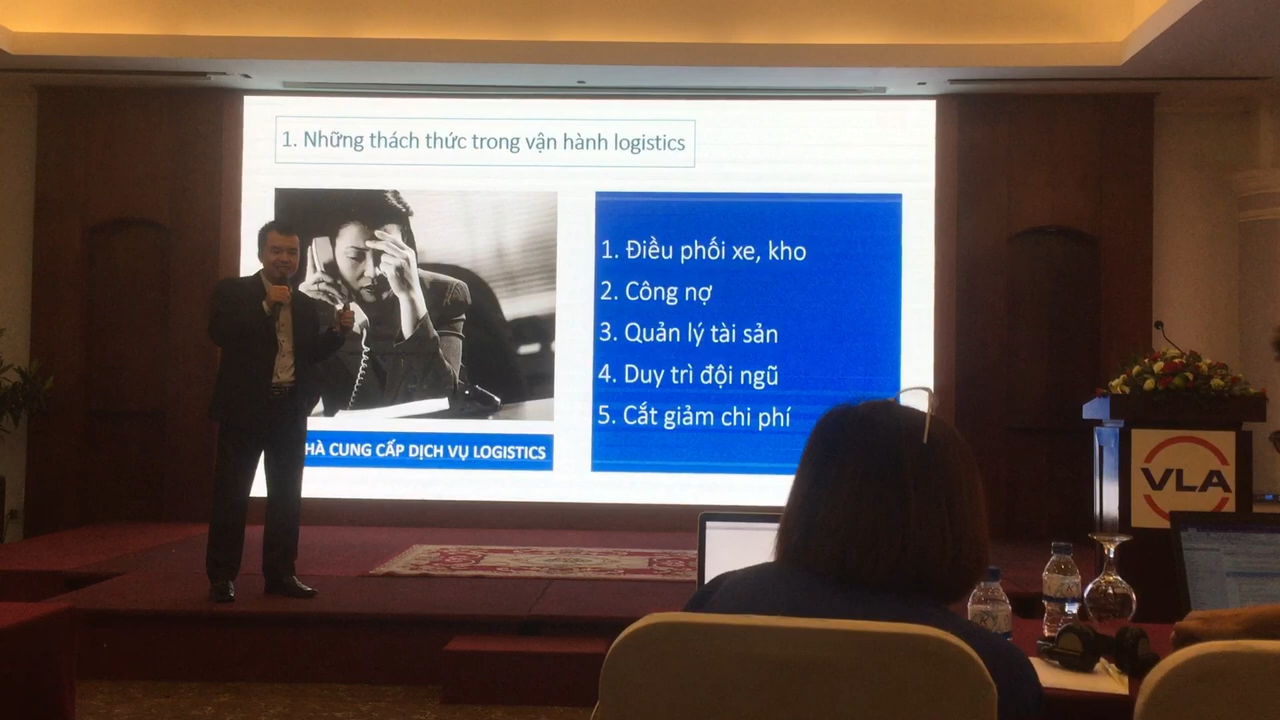 1. Những thách thức trong vận hành logistics
1. Điều phối xe, kho
2. Công nợ
3. Quản lý tài sản
4. Duy trì đội ngũ
5. Cắt giảm chi phí
HÀ CUNG CẤP DỊCH VỤ LOGISTICS
VLA